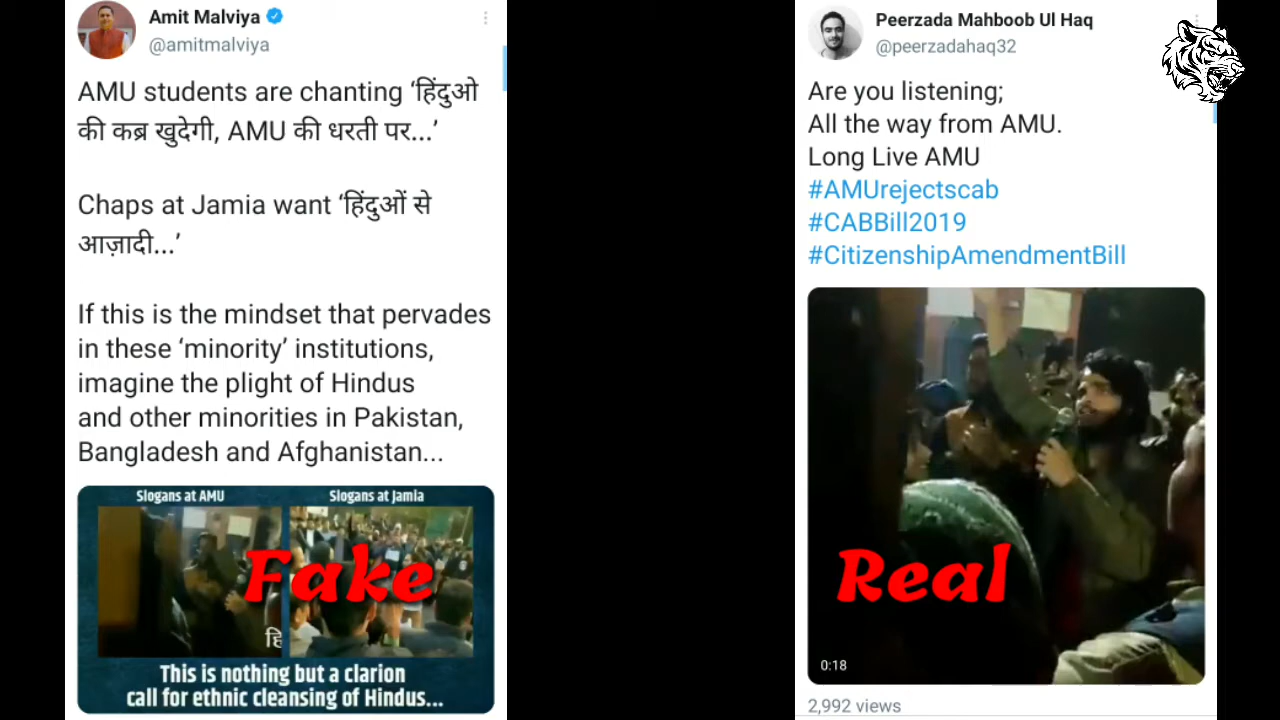 Amit Malviya
@amitmalviya
AMU students are chanting ‘हिंदुओ
की कब्र खुदेगी, AMU की धरती पर...’
Chaps at Jamia want ‘हिंदुओं से
आज़ादी...’
If this is the mindset that pervades
in these ‘minority’ institutions,
imagine the plight of Hindus
and other minorities in Pakistan,
Bangladesh and Afghanistan...
Slogans at AMU
Slogans at Jamia
Fake
हि
This is nothing but a clarion
call for ethnic cleansing of Hindus...
Peerzada Mahboob Ul Haq
@peerzadahaq32
Are you listening;
All the way from AMU.
Long Live AMU
#AMUrejectscab
#CABBill2019
#CitizenshipAmendmentBill
Real
0:18
2,992 views